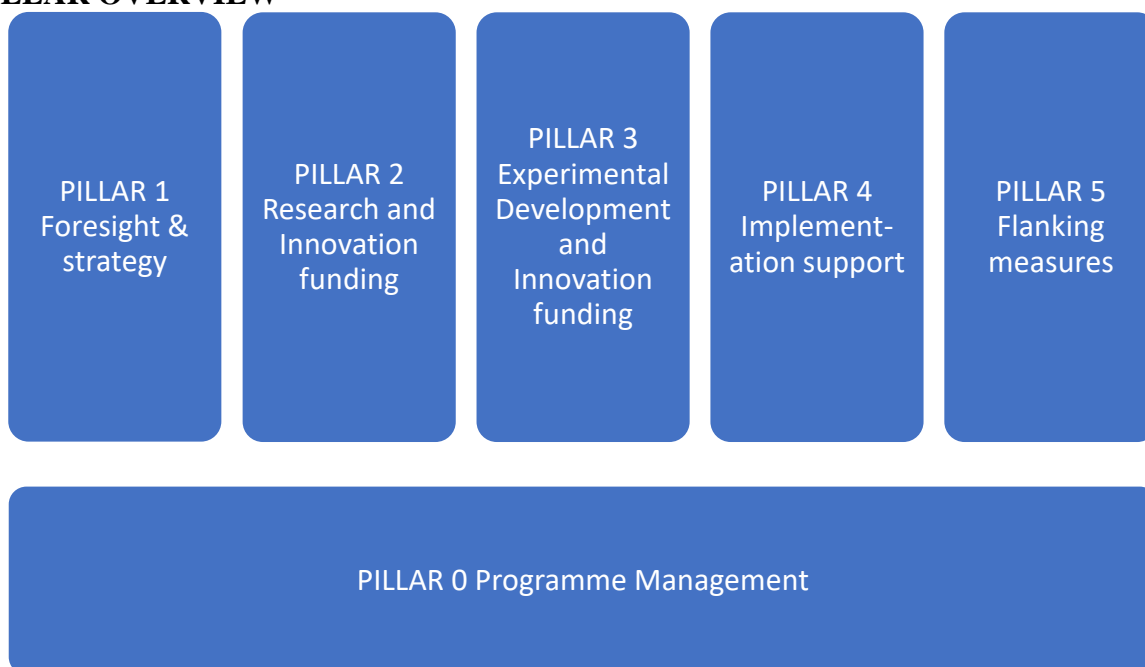 OVERVIEW
PILLAR 1
Foresight &
strategy
PILLAR 2
Research and
Innovation
funding
PILLAR 3
Experimental
Development
and
Innovation
funding
PILLAR 4
Implement-
ation support
PILLAR 5
Flanking
measures
PILLAR 0 Programme Management